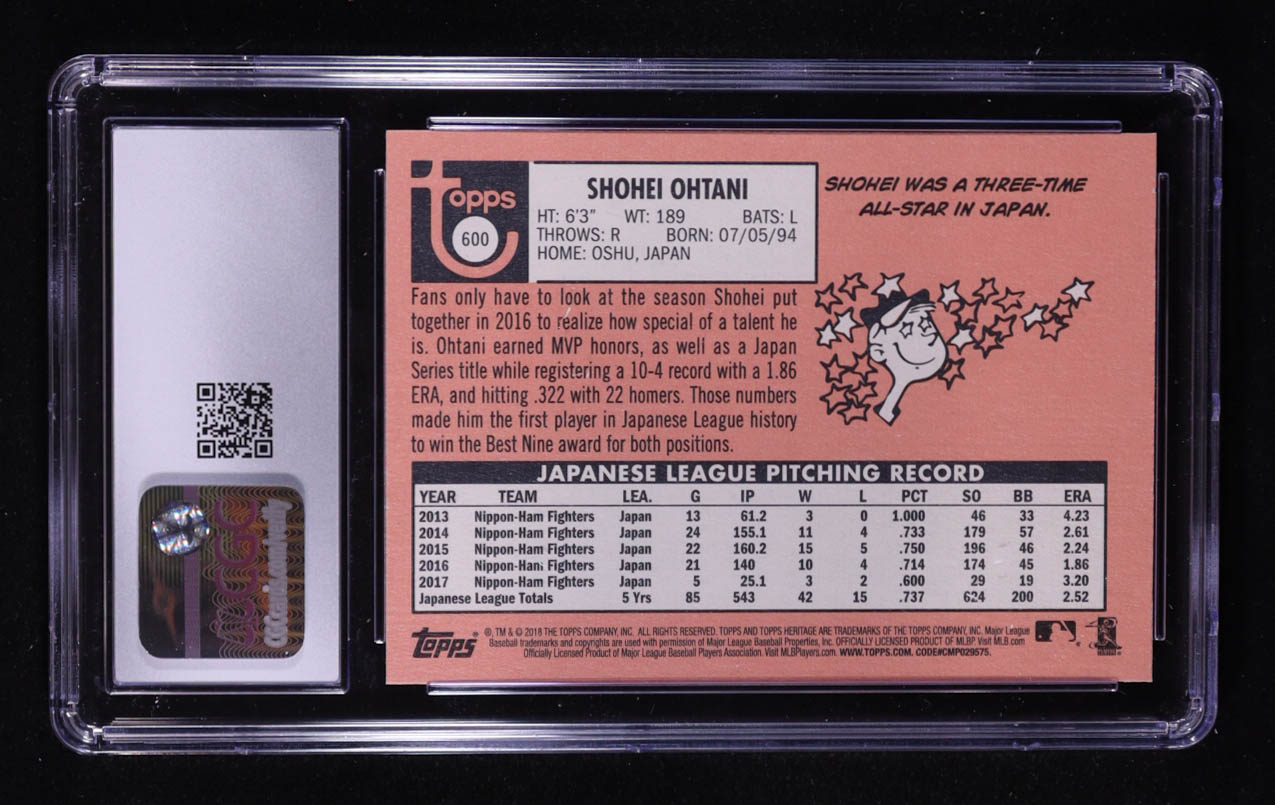 topps
600
SHOHEI OHTANI
HT: 6'3" WT: 189 BATS: L
THROWS: R BORN: 07/05/94
HOME: OSHU, JAPAN
SHOHEI WAS A THREE-TIME
ALL-STAR IN JAPAN.
Fans only have to look at the season Shohei put
together in 2016 to realize how special of a talent he
is. Ohtani earned MVP honors, as well as a Japan
Series title while registering a 10-4 record with a 1.86
ERA, and hitting .322 with 22 homers. Those numbers
made him the first player in Japanese League history
to win the Best Nine award for both positions.
JAPANESE LEAGUE PITCHING RECORD
YEAR TEAM LEA. G IP W L PCT SO BB ERA
2013 Nippon-Ham Fighters Japan 13 61.2 3 0 1.000 46 33 4.23
2014 Nippon-Ham Fighters Japan 24 155.1 11 4 .733 179 57 2.61
2015 Nippon-Ham Fighters Japan 22 160.2 15 5 .750 196 46 2.24
2016 Nippon-Ham Fighters Japan 21 140 10 4 .714 174 45 1.86
2017 Nippon-Ham Fighters Japan 5 25.1 3 2 .600 29 19 3.20
Japanese League Totals 5 Yrs 85 543 42 15 .737 624 200 2.52
topps ®, TM & © 2018 THE TOPPS COMPANY, INC. ALL RIGHTS RESERVED. TOPPS AND TOPPS HERITAGE ARE TRADEMARKS OF THE TOPPS COMPANY, INC. Major League
Baseball trademarks and copyrights are used with permission of Major League Baseball Properties, Inc. OFFICIALLY LICENSED PRODUCT OF MLBP Visit MLB.com
Officially Licensed Product of Major League Baseball Players Association. Visit MLBPlayers.com. WWW.TOPPS.COM. CODE#CMP029575.